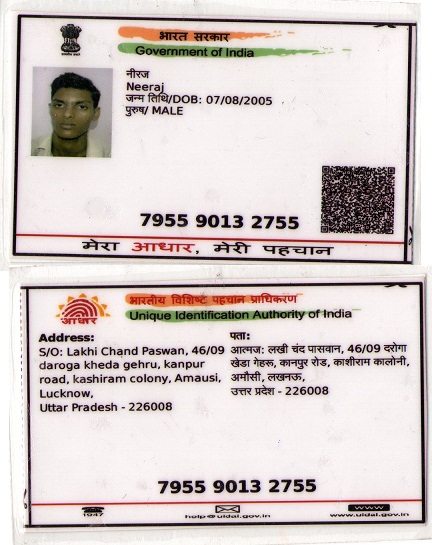 भारत सरकार
Government of India
नीरज
Neeraj
जन्म तिथि/DOB: 07/08/2005
पुरुष/ MALE
7955 9013 2755
मेरा आधार, मेरी पहचान
भारतीय विशिष्ट पहचान प्राधिकरण
आधार
Unique Identification Authority of India
Address:
S/O: Lakhi Chand Paswan, 46/09
daroga kheda gehru, kanpur
road, kashiram colony, Amausi,
Lucknow,
Uttar Pradesh - 226008
पता:
आत्मज: लखी चंद पासवान, 46/09 दरोगा
खेडा गेहरू, कानपुर रोड, काशीराम कालोनी,
अमौसी, लखनऊ,
उत्तर प्रदेश - 226008
7955 9013 2755
1947
help@uidai.gov.in
www
www.uidai.gov.in